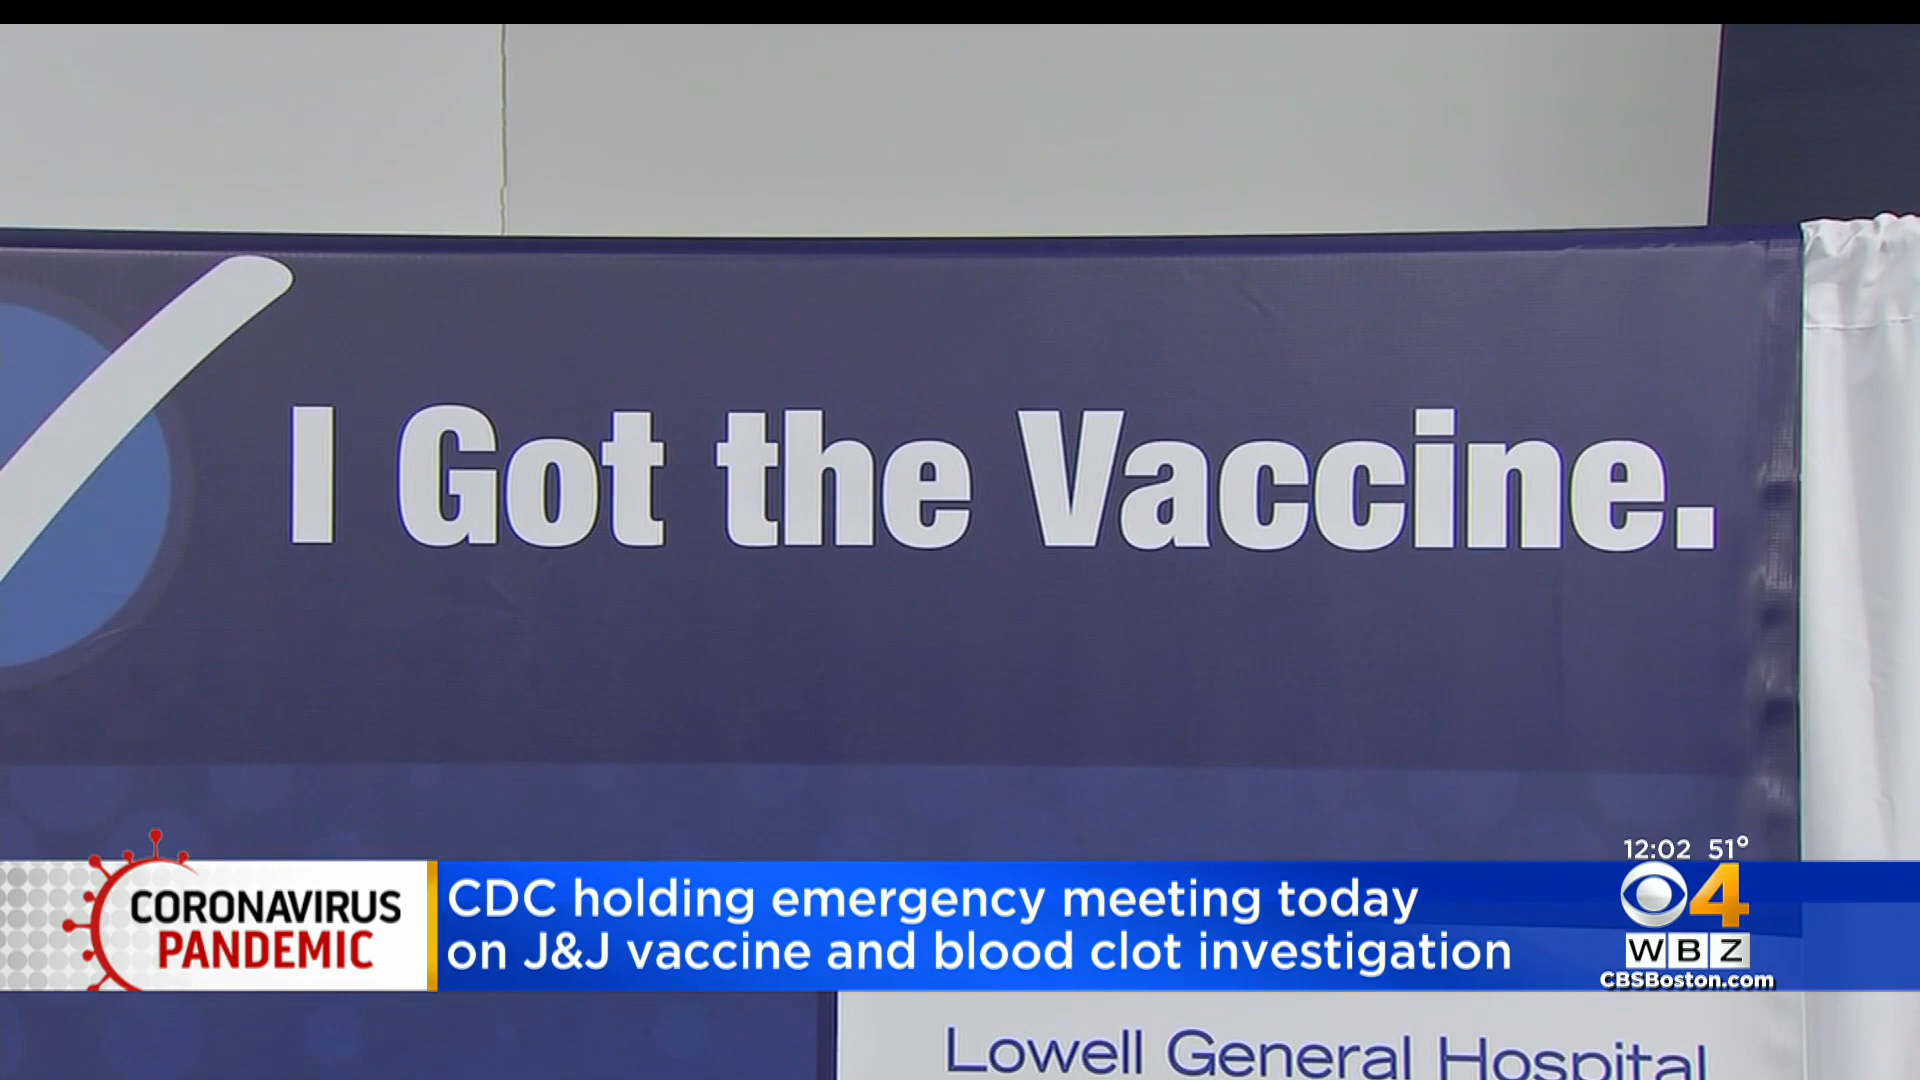 I Got the Vaccine.
12:02 51°
CORONAVIRUS
PANDEMIC
CDC holding emergency meeting today
on J&J vaccine and blood clot investigation
4
WBZ
CBSBoston.com
Lowell General Hospital